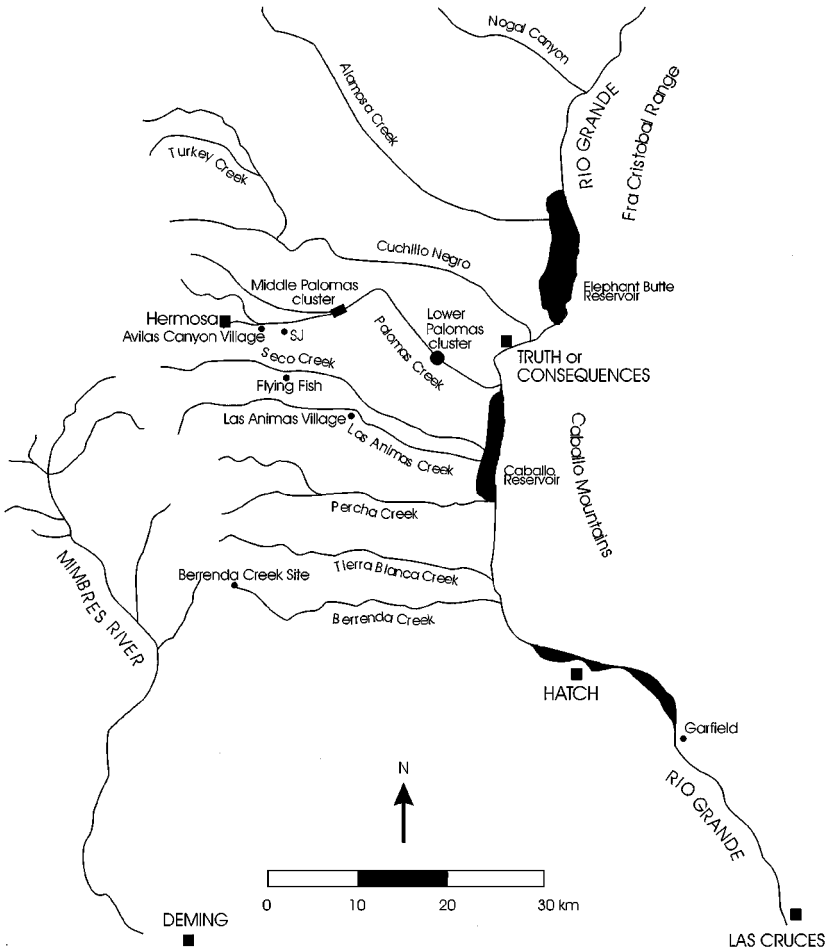 Nogal Canyon
Alamosa Creek
RIO GRANDE
Fra Cristobal Range
Turkey Creek
Cuchillo Negro
Middle Palomas
cluster
Elephant Butte
Reservoir
Hermosa
Avilas Canyon Village
SJ
Palomas Creek
Lower
Palomas
cluster
TRUTH or
CONSEQUENCES
Seco Creek
Flying Fish
Las Animas Village
Las Animas Creek
Caballo
Reservoir
Caballo Mountains
Percha Creek
MIMBRES RIVER
Berrenda Creek Site
Tierra Blanca Creek
Berrenda Creek
HATCH
Garfield
RIO GRANDE
N
0 10 20 30 km
DEMING
LAS CRUCES